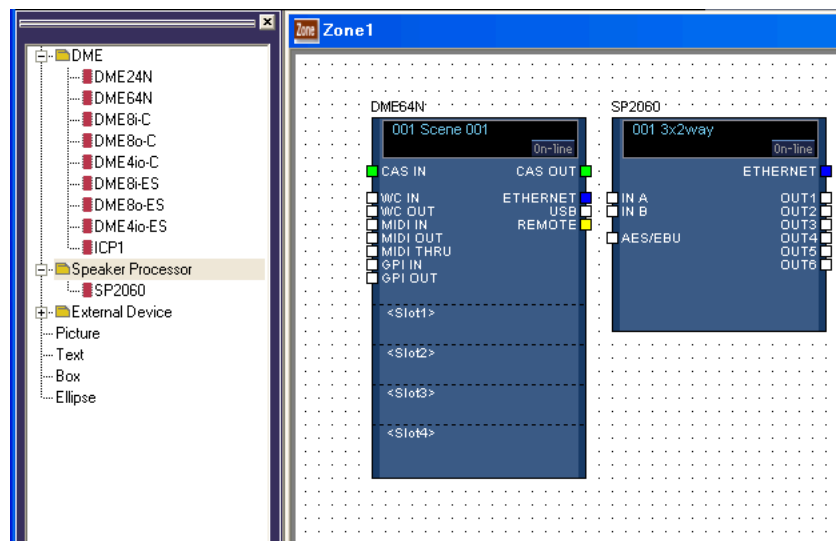 Zone Zone1
DME
DME24N
DME64N
DME8i-C
DME8o-C
DME4io-C
DME8i-ES
DME8o-ES
DME4io-ES
ICP1
Speaker Processor
SP2060
External Device
Picture
Text
Box
Ellipse
DME64N
001 Scene 001
On-line
CAS IN CAS OUT
WC IN ETHERNET
WC OUT USB
MIDI IN REMOTE
MIDI OUT
MIDI THRU
GPI IN
GPI OUT
<Slot1>
<Slot2>
<Slot3>
<Slot4>
SP2060
001 3x2way
On-line
ETHERNET
IN A OUT1
IN B OUT2
OUT3
AES/EBU OUT4
OUT5
OUT6